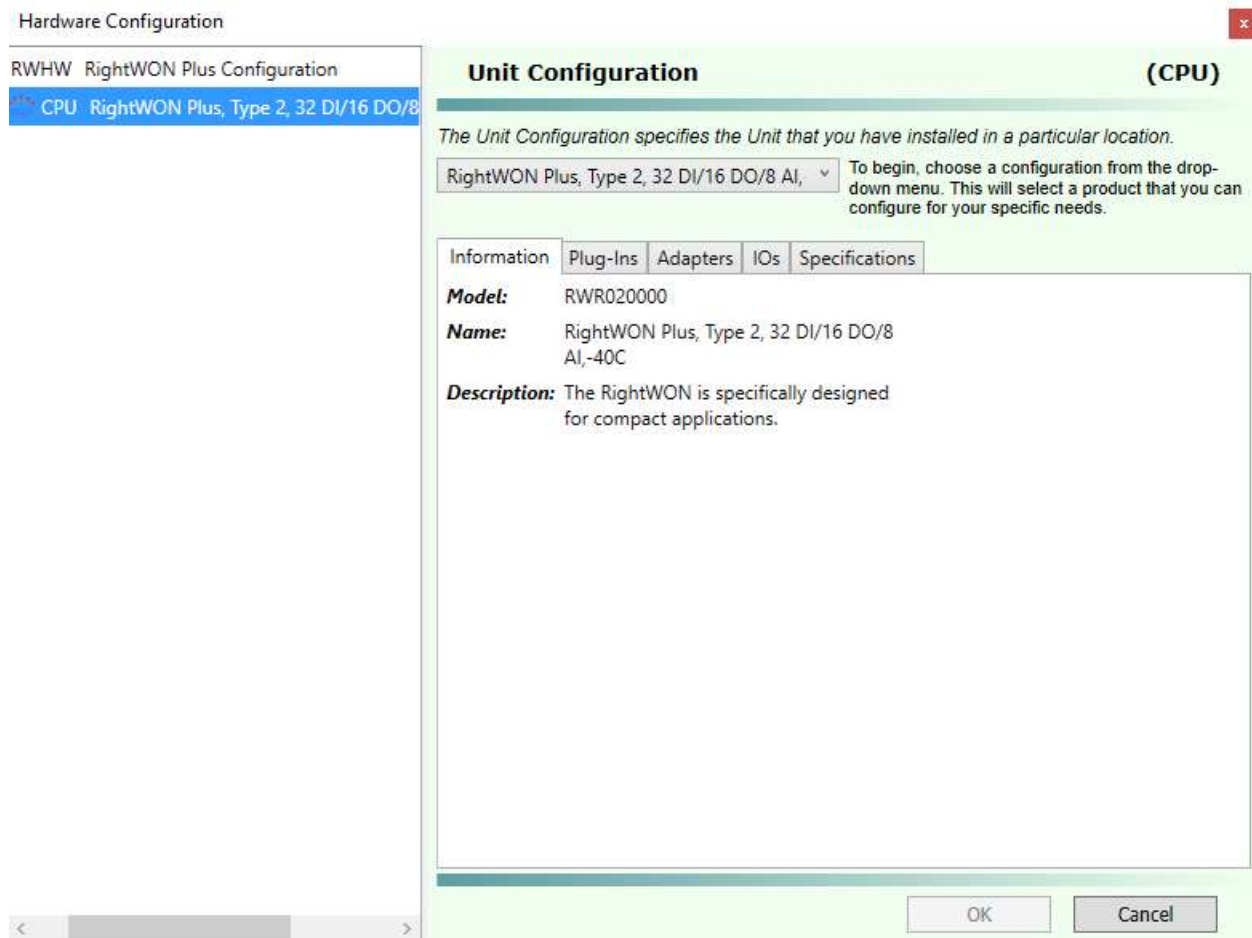 Hardware Configuration
x
RWHW RightWON Plus Configuration
CPU RightWON Plus, Type 2, 32 DI/16 DO/8
Unit Configuration (CPU)
The Unit Configuration specifies the Unit that you have installed in a particular location.
RightWON Plus, Type 2, 32 DI/16 DO/8 AI,
To begin, choose a configuration from the drop-
down menu. This will select a product that you can
configure for your specific needs.
Information Plug-Ins Adapters IOs Specifications
Model: RWR020000
Name: RightWON Plus, Type 2, 32 DI/16 DO/8
AI,-40C
Description: The RightWON is specifically designed
for compact applications.
OK Cancel